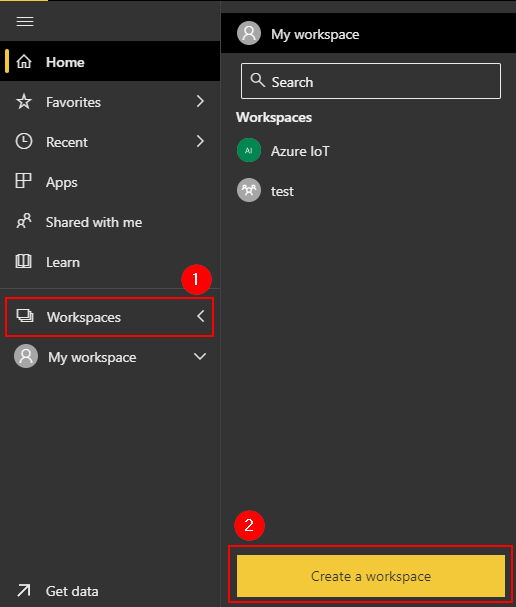 Home
Favorites
Recent
Apps
Shared with me
Learn
1
Workspaces
My workspace
Get data
My workspace
Search
Workspaces
AI
Azure IoT
test
2
Create a workspace